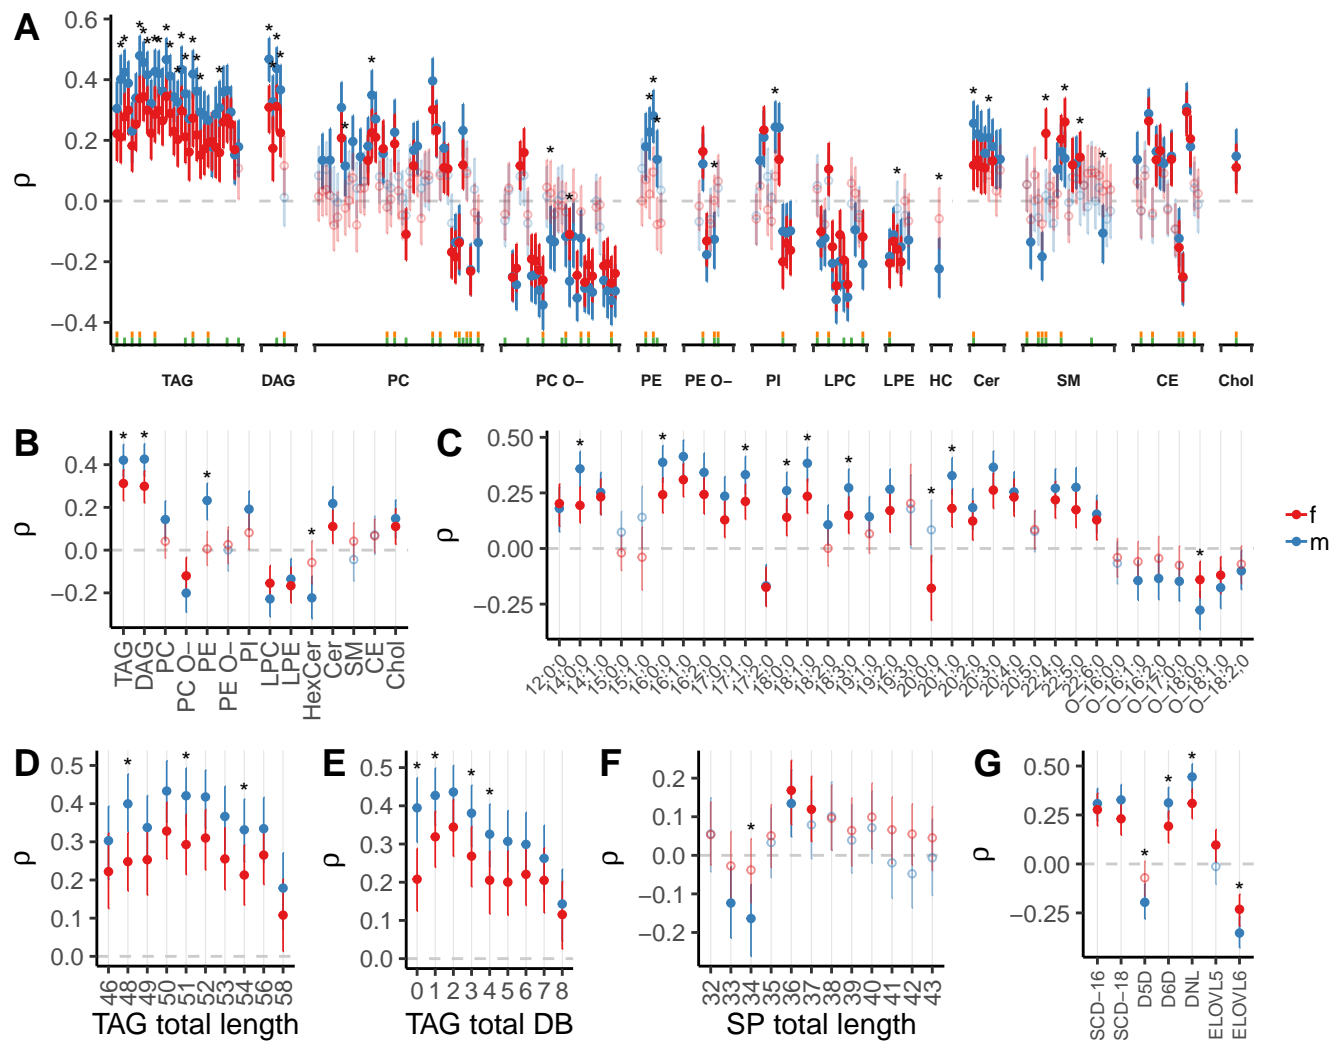 A
0.6
0.4
0.2
0.0
−0.2
−0.4
ρ
TAG DAG PC PC O− PE PE O− PI LPC LPE HC Cer SM CE Chol
B
0.4
0.2
0.0
−0.2
ρ
TAG DAG PC PC O− PE PE O− PI LPC LPE HexCer Cer SM CE Chol
C
0.50
0.25
0.00
−0.25
ρ
12:0;0 14:0;0 14:1;0 15:0;0 15:1;0 16:0;0 16:1;0 16:2;0 17:0;0 17:1;0 17:2;0 18:0;0 18:1;0 18:2;0 18:3;0 19:1;0 19:2;0 19:3;0 20:0;0 20:1;0 20:2;0 20:3;0 20:4;0 20:5;0 22:4;0 22:5;0 22:6;0 O−16:0;0 O−16:1;0 O−16:2;0 O−17:0;0 O−18:0;0 O−18:1;0 O−18:2;0
f
m
D
0.5
0.4
0.3
0.2
0.1
0.0
ρ
46 48 49 50 51 52 53 54 56 58
TAG total length
E
0.5
0.4
0.3
0.2
0.1
0.0
ρ
0 1 2 3 4 5 6 7 8
TAG total DB
F
0.2
0.1
0.0
−0.1
−0.2
ρ
32 33 34 35 36 37 38 39 40 41 42 43
SP total length
G
0.50
0.25
0.00
−0.25
ρ
SCD−16 SCD−18 D5D D6D DNL ELOVL5 ELOVL6